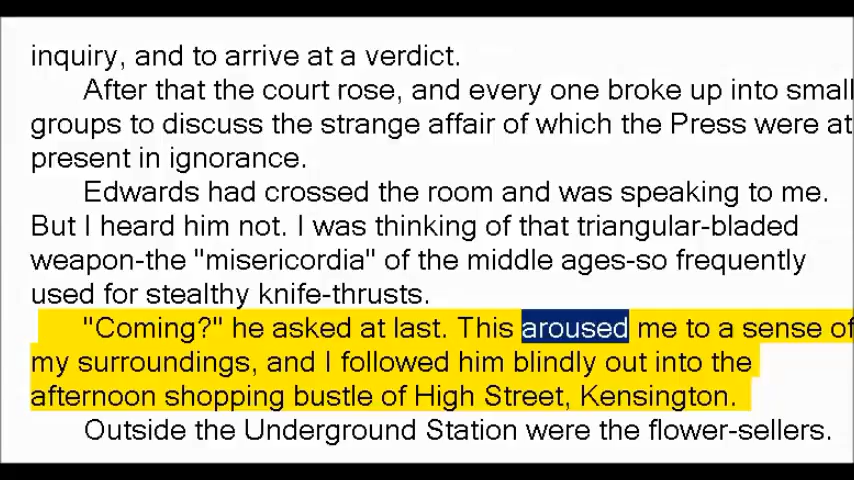 inquiry, and to arrive at a verdict.
After that the court rose, and every one broke up into small
groups to discuss the strange affair of which the Press were at
present in ignorance.
Edwards had crossed the room and was speaking to me.
But I heard him not. I was thinking of that triangular-bladed
weapon-the "misericordia" of the middle ages-so frequently
used for stealthy knife-thrusts.
"Coming?" he asked at last. This aroused me to a sense of
my surroundings, and I followed him blindly out into the
afternoon shopping bustle of High Street, Kensington.
Outside the Underground Station were the flower-sellers.